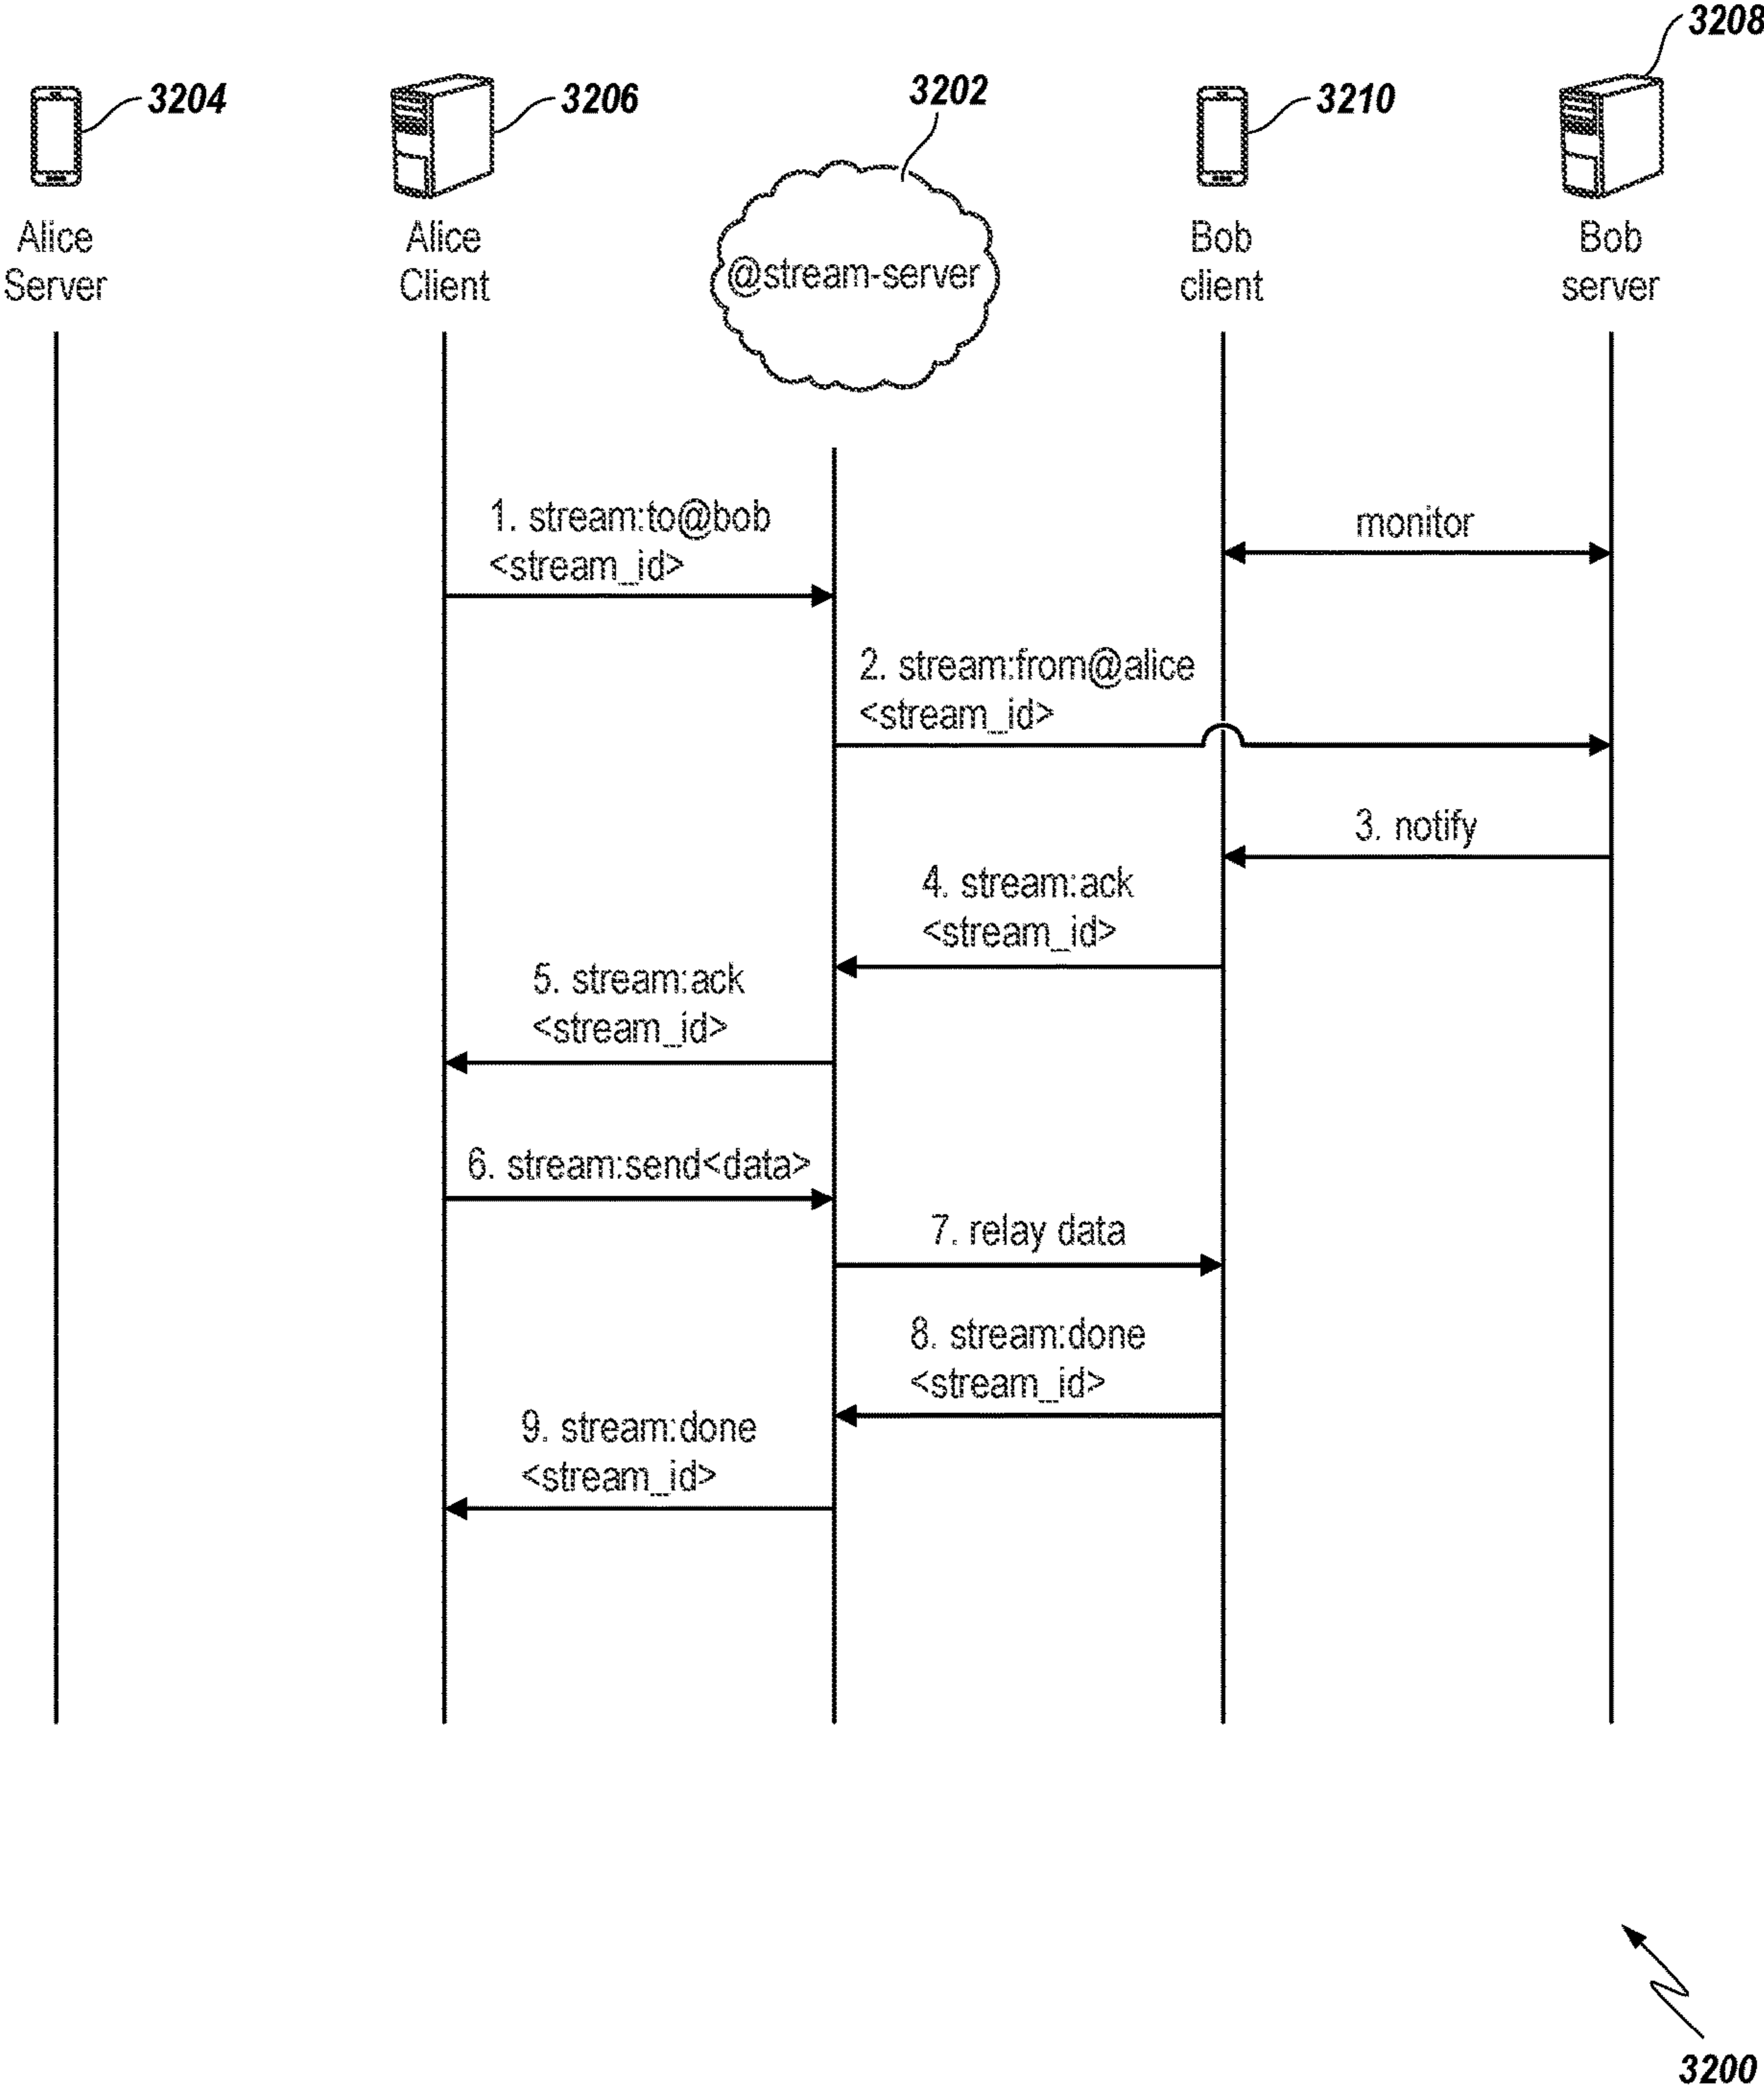 3208
3204
3206
3202
3210
Alice
Server
Alice
Client
@stream-server
Bob
client
Bob
server
1. stream:to@bob
<stream_id>
monitor
2. stream:from@alice
<stream_id>
3. notify
4. stream:ack
<stream_id>
5. stream:ack
<stream_id>
6. stream:send<data>
7. relay data
8. stream:done
<stream_id>
9. stream:done
<stream_id>
3200